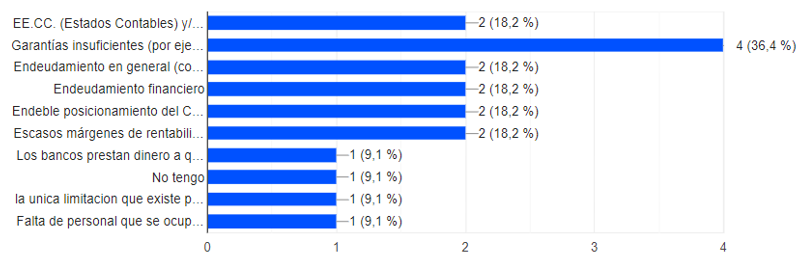 EE.CC. (Estados Contables) y/… 2 (18,2 %)
Garantías insuficientes (por eje… 4 (36,4 %)
Endeudamiento en general (co… 2 (18,2 %)
Endeudamiento financiero 2 (18,2 %)
Endeble posicionamiento del C… 2 (18,2 %)
Escasos márgenes de rentabili… 2 (18,2 %)
Los bancos prestan dinero a q… 1 (9,1 %)
No tengo 1 (9,1 %)
la unica limitacion que existe p… 1 (9,1 %)
Falta de personal que se ocup… 1 (9,1 %)
0 1 2 3 4